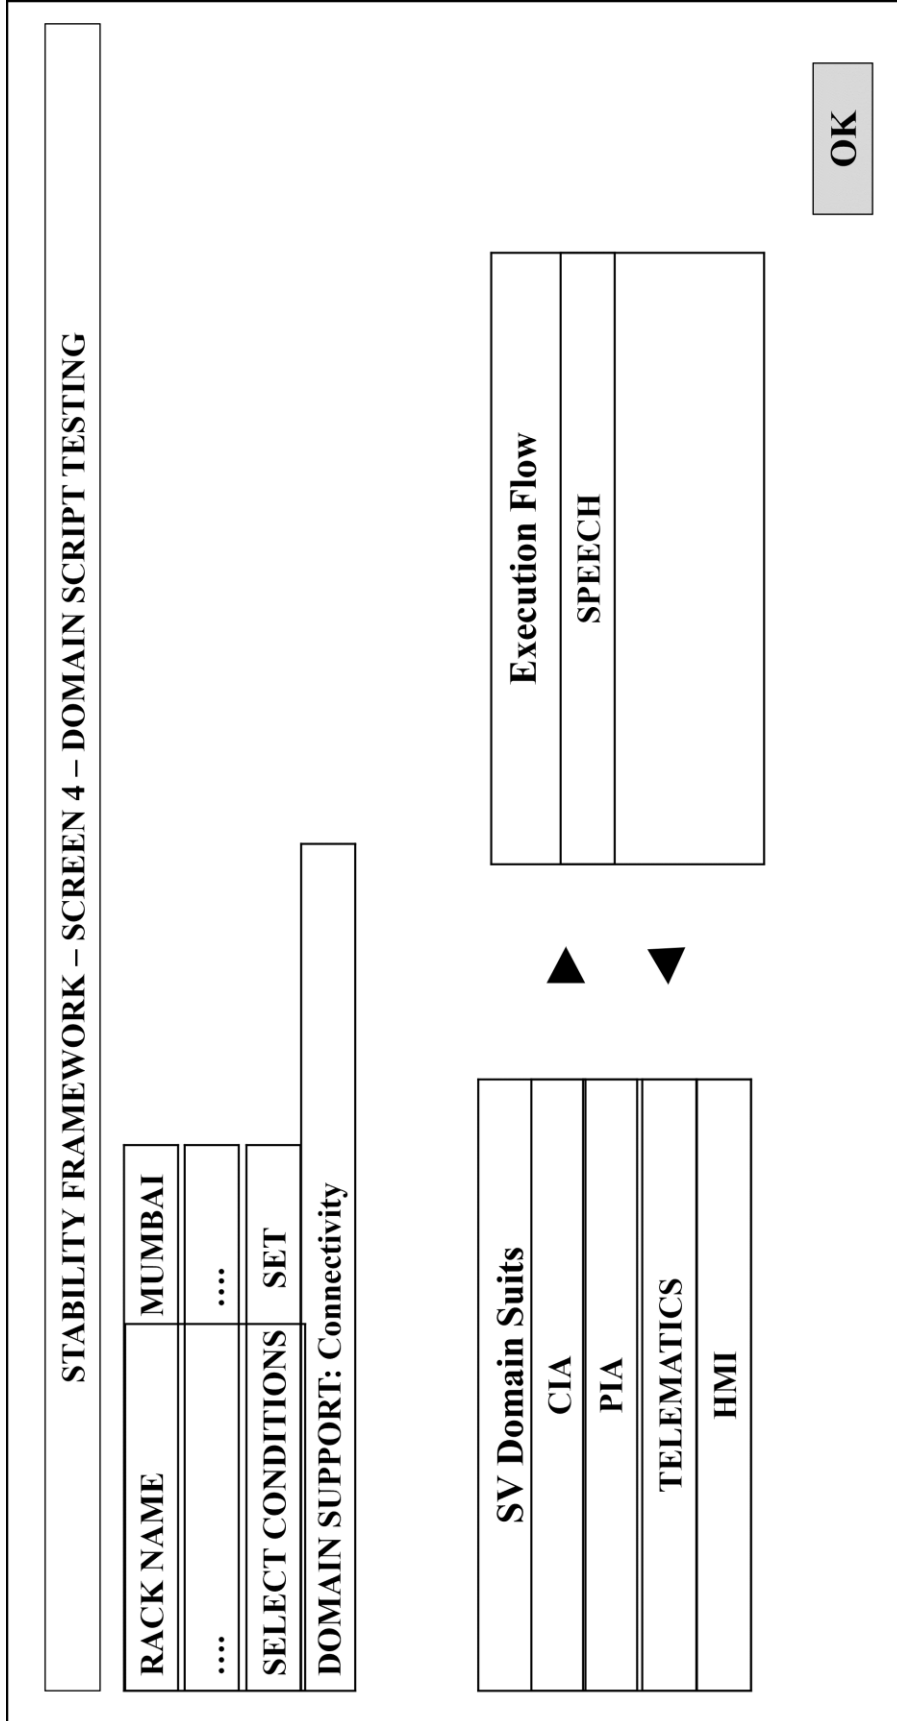 STABILITY FRAMEWORK – SCREEN 4 – DOMAIN SCRIPT TESTING
RACK NAME MUMBAI
.... ....
SELECT CONDITIONS SET
DOMAIN SUPPORT: Connectivity
SV Domain Suits
CIA
PIA
TELEMATICS
HMI
Execution Flow
SPEECH
OK